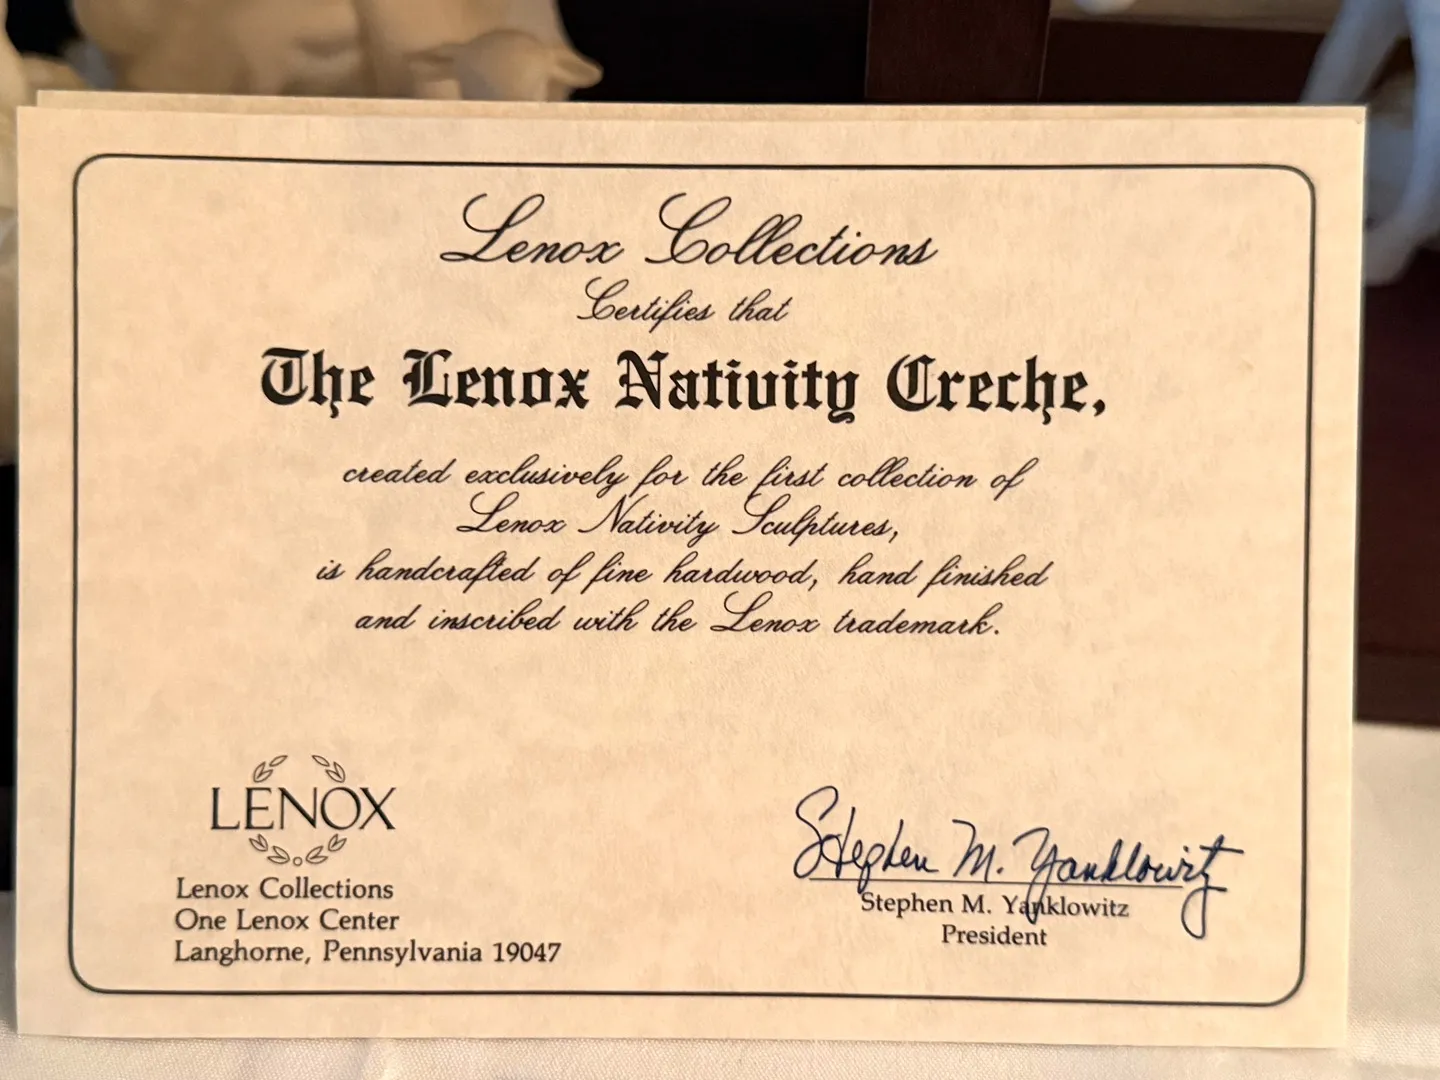 Lenox Collections
Certifies that
The Lenox Nativity Creche,
created exclusively for the first collection of
Lenox Nativity Sculptures,
is handcrafted of fine hardwood, hand finished
and inscribed with the Lenox trademark.
LENOX
Lenox Collections
One Lenox Center
Langhorne, Pennsylvania 19047
Stephen M. Yanklowitz
Stephen M. Yanklowitz
President